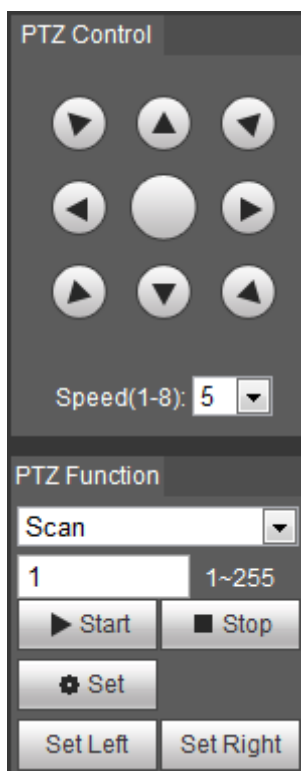 PTZ Control
Speed(1-8): 5
PTZ Function
Scan
1 1~255
Start Stop
Set
Set Left Set Right